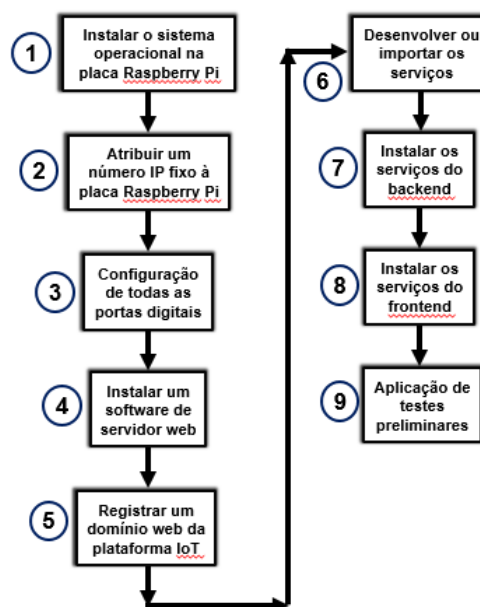 1
Instalar o sistema
operacional na
placa Raspberry Pi
2
Atribuir um
número IP fixo à
placa Raspberry Pi
3
Configuração
de todas as
portas digitais
4
Instalar um
software de
servidor web
5
Registrar um
domínio web da
plataforma IoT
6
Desenvolver ou
importar os
serviços
7
Instalar os
serviços do
backend
8
Instalar os
serviços do
frontend
9
Aplicação de
testes
preliminares